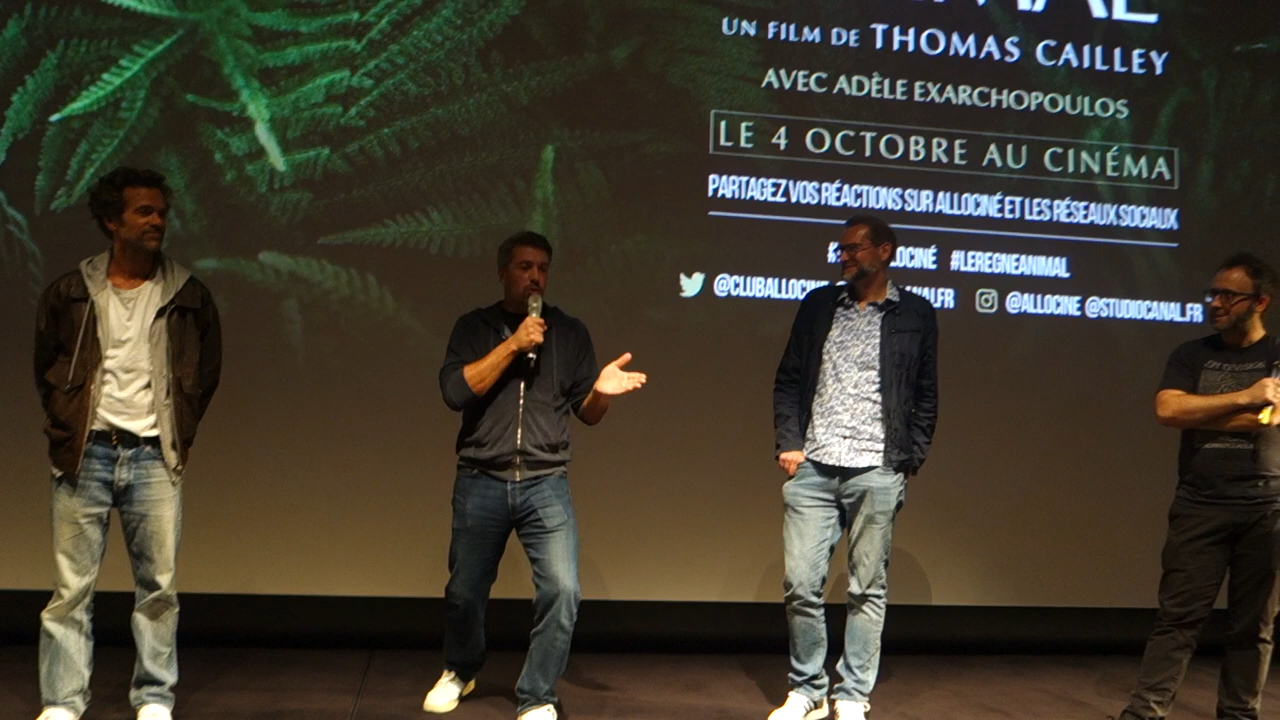 UN FILM DE THOMAS CAILLEY
AVEC ADÈLE EXARCHOPOULOS
LE 4 OCTOBRE AU CINÉMA
PARTAGEZ VOS RÉACTIONS SUR ALLOCINÉ ET LES RÉSEAUX SOCIAUX
#LEREGNEANIMAL
@ALLOCINE @STUDIOCANAL.FR